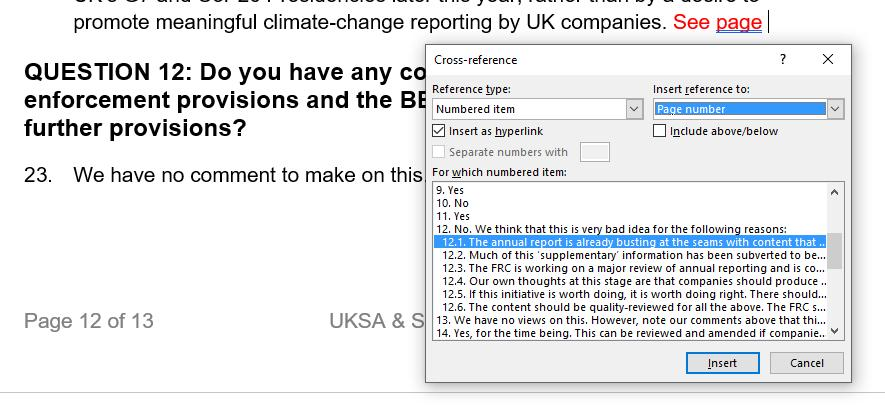 promote meaningful climate-change reporting by UK companies. See page
QUESTION 12: Do you have any co
enforcement provisions and the BE
further provisions?
23. We have no comment to make on this
Page 12 of 13
UKSA & S
Cross-reference
? ×
Reference type:
Insert reference to:
Numbered item
Page number
Insert as hyperlink
Include above/below
Separate numbers with
For which numbered item:
9. Yes
10. No
11. Yes
12. No. We think that this is very bad idea for the following reasons:
12.1. The annual report is already busting at the seams with content that ...
12.2. Much of this 'supplementary' information has been subverted to be...
12.3. The FRC is working on a major review of annual reporting and is co...
12.4. Our own thoughts at this stage are that companies should produce ..
12.5. If this initiative is worth doing, it is worth doing right. There should...
12.6. The content should be quality-reviewed for all the above. The FRC s...
13. We have no views on this. However, note our comments above that thi...
14. Yes, for the time being. This can be reviewed and amended if companie...
Insert
Cancel